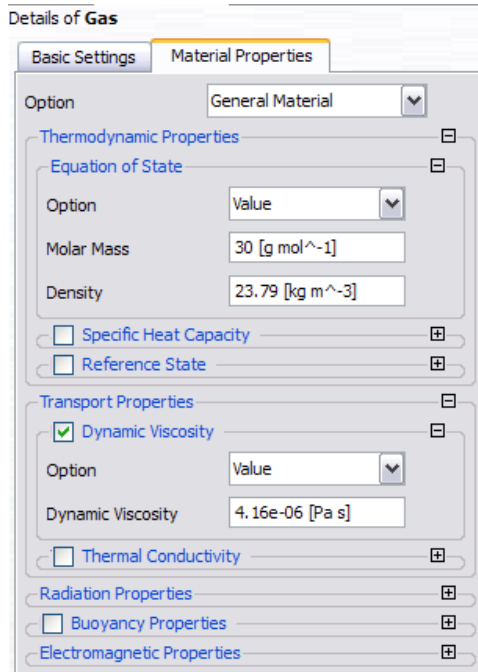 Details of Gas
Basic Settings Material Properties
Option General Material
Thermodynamic Properties
Equation of State
Option Value
Molar Mass 30 [g mol^-1]
Density 23.79 [kg m^-3]
Specific Heat Capacity
Reference State
Transport Properties
Dynamic Viscosity
Option Value
Dynamic Viscosity 4.16e-06 [Pa s]
Thermal Conductivity
Radiation Properties
Buoyancy Properties
Electromagnetic Properties